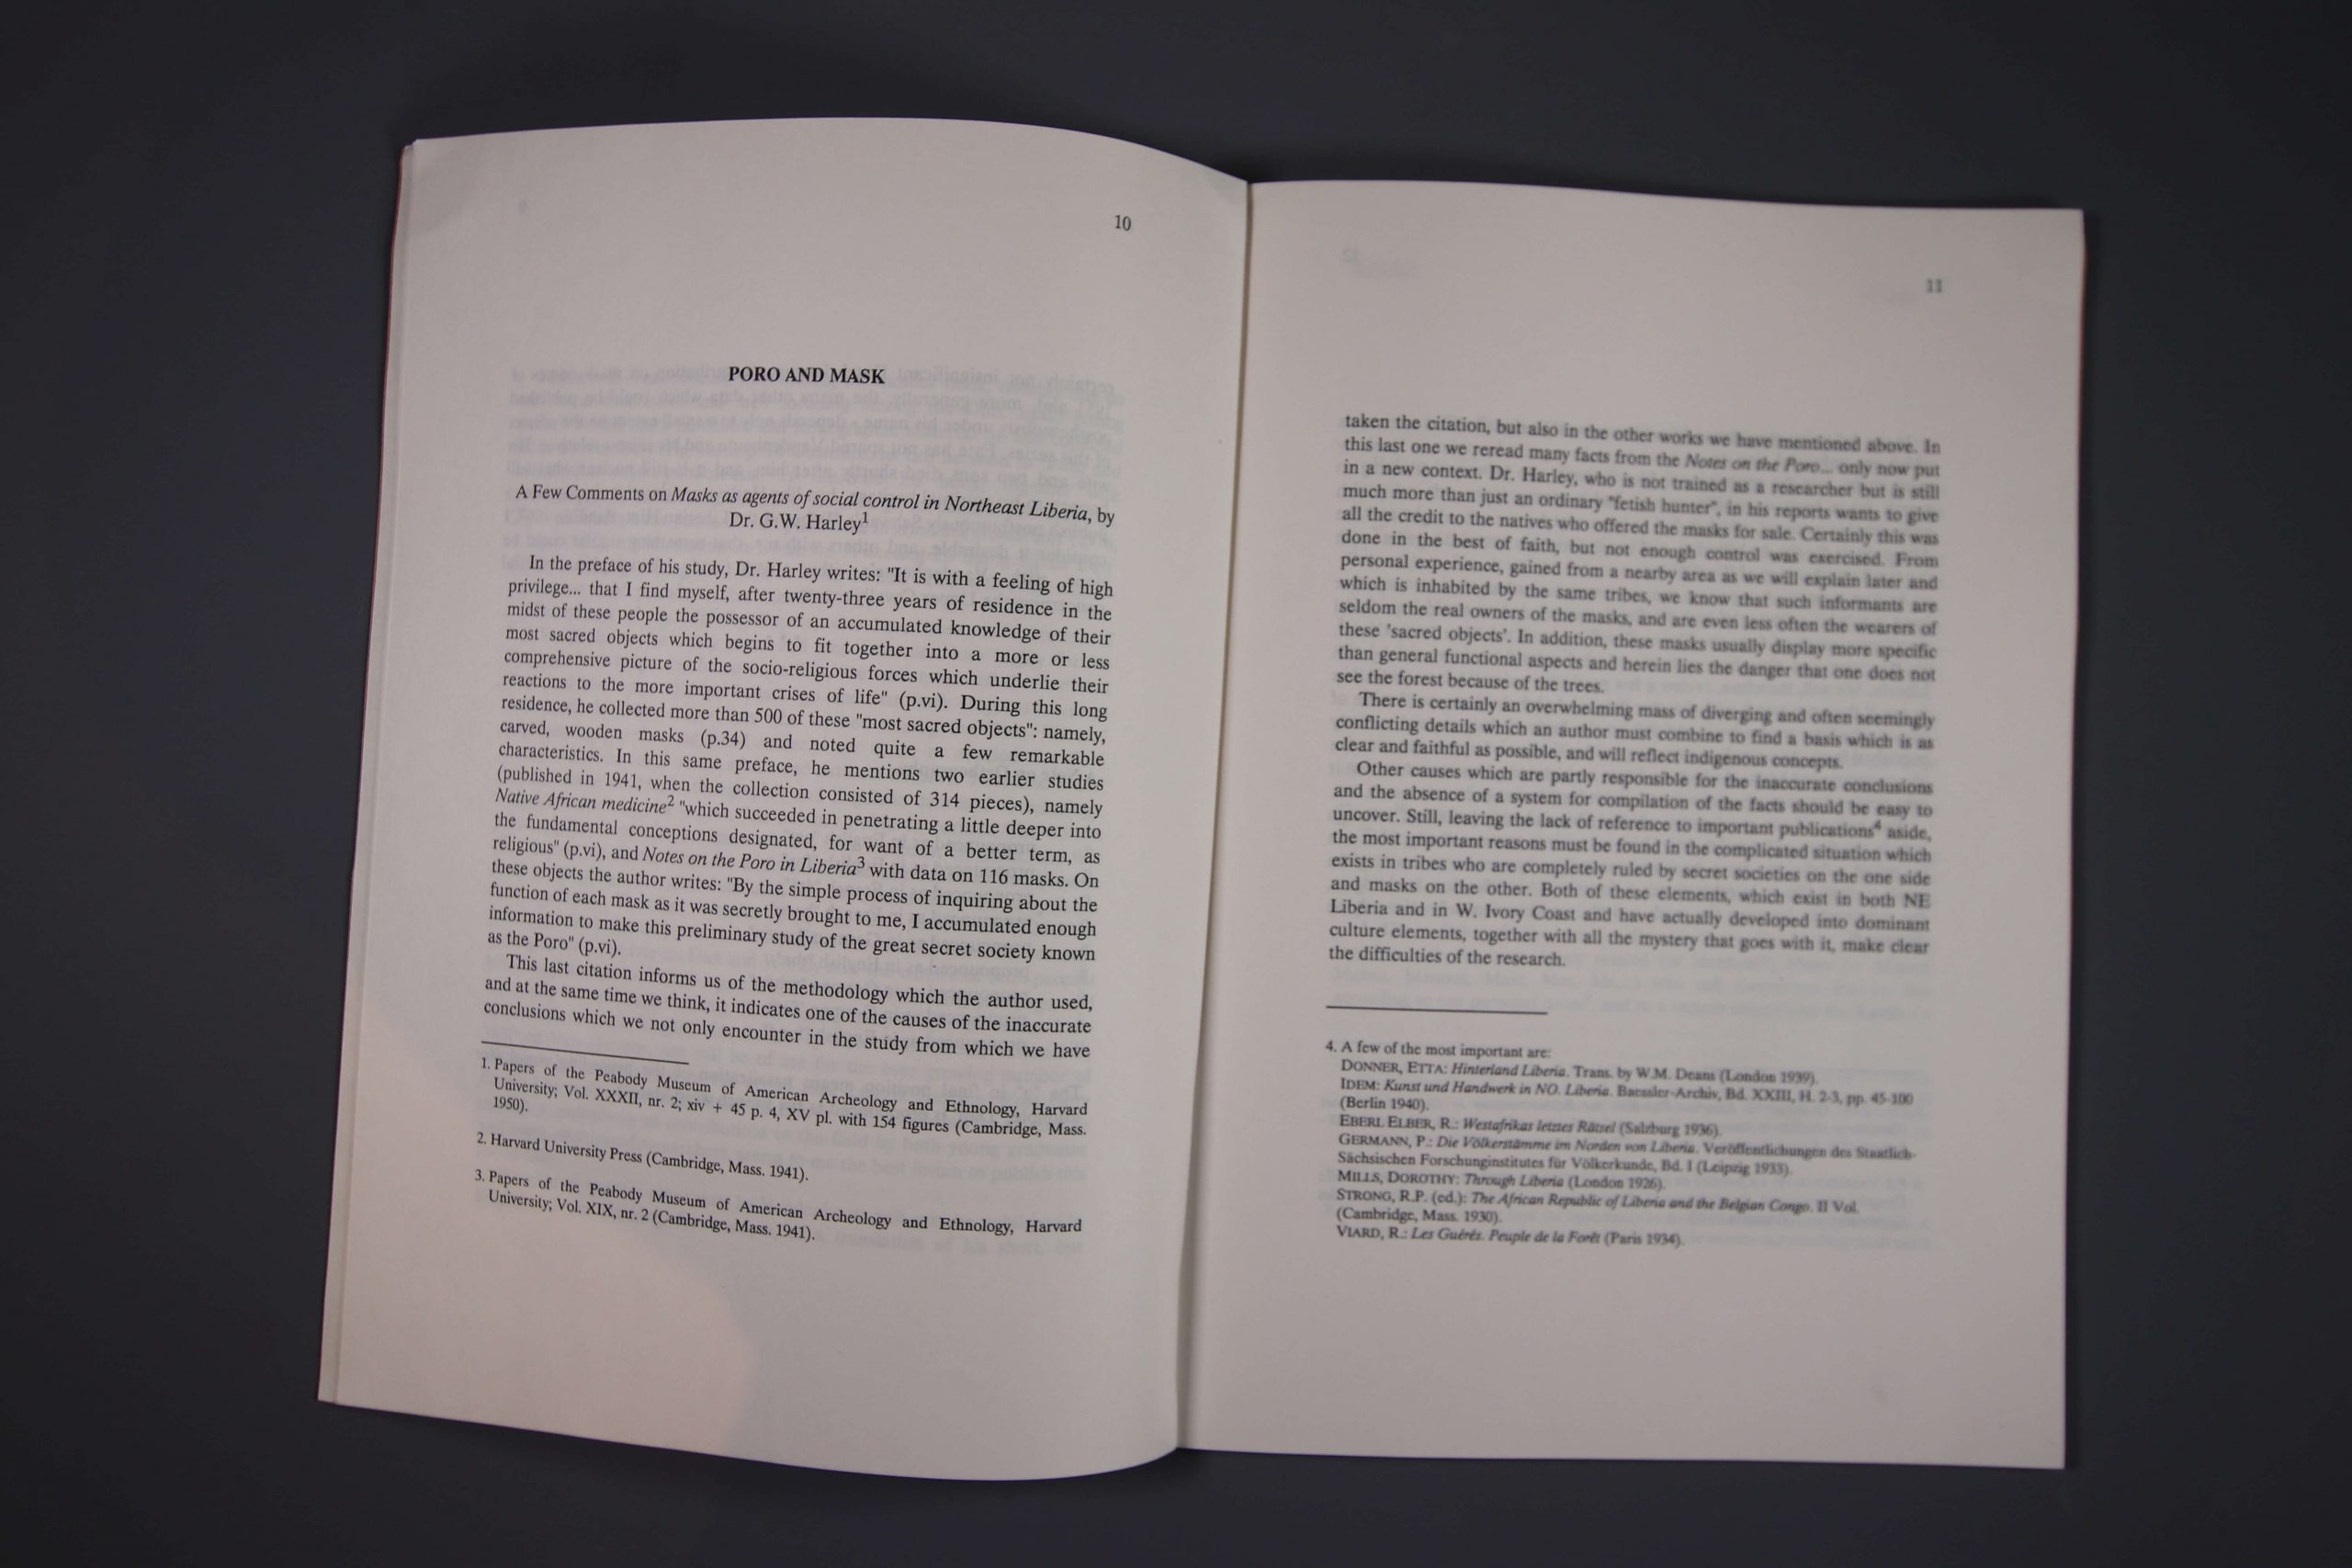 10
PORO AND MASK
A Few Comments on Masks as agents of social control in Northeast Liberia, by
Dr. G.W. Harley1
In the preface of his study, Dr. Harley writes: "It is with a feeling of high
privilege... that I find myself, after twenty-three years of residence in the
midst of these people the possessor of an accumulated knowledge of their
most sacred objects which begins to fit together into a more or less
comprehensive picture of the socio-religious forces which underlie their
reactions to the more important crises of life" (p.vi). During this long
residence, he collected more than 500 of these "most sacred objects": namely,
carved, wooden masks (p.34) and noted quite a few remarkable
characteristics. In this same preface, he mentions two earlier studies
(published in 1941, when the collection consisted of 314 pieces), namely
Native African medicine2 "which succeeded in penetrating a little deeper into
the fundamental conceptions designated, for want of a better term, as
religious" (p.vi), and Notes on the Poro in Liberia3 with data on 116 masks. On
these objects the author writes: "By the simple process of inquiring about the
function of each mask as it was secretly brought to me, I accumulated enough
information to make this preliminary study of the great secret society known
as the Poro" (p.vi).
This last citation informs us of the methodology which the author used,
and at the same time we think, it indicates one of the causes of the inaccurate
conclusions which we not only encounter in the study from which we have
1. Papers of the Peabody Museum of American Archeology and Ethnology, Harvard
University; Vol. XXXII, nr. 2; xiv + 45 p. 4, XV pl. with 154 figures (Cambridge, Mass.
1950).
2. Harvard University Press (Cambridge, Mass. 1941).
3. Papers of the Peabody Museum of American Archeology and Ethnology, Harvard
University; Vol. XIX, nr. 2 (Cambridge, Mass. 1941).
11
taken the citation, but also in the other works we have mentioned above. In
this last one we reread many facts from the Notes on the Poro... only now put
in a new context. Dr. Harley, who is not trained as a researcher but is still
much more than just an ordinary "fetish hunter", in his reports wants to give
all the credit to the natives who offered the masks for sale. Certainly this was
done in the best of faith, but not enough control was exercised. From
personal experience, gained from a nearby area as we will explain later and
which is inhabited by the same tribes, we know that such informants are
seldom the real owners of the masks, and are even less often the wearers of
these 'sacred objects'. In addition, these masks usually display more specific
than general functional aspects and herein lies the danger that one does not
see the forest because of the trees.
There is certainly an overwhelming mass of diverging and often seemingly
conflicting details which an author must combine to find a basis which is as
clear and faithful as possible, and will reflect indigenous concepts.
Other causes which are partly responsible for the inaccurate conclusions
and the absence of a system for compilation of the facts should be easy to
uncover. Still, leaving the lack of reference to important publications4 aside,
the most important reasons must be found in the complicated situation which
exists in tribes who are completely ruled by secret societies on the one side
and masks on the other. Both of these elements, which exist in both NE
Liberia and in W. Ivory Coast and have actually developed into dominant
culture elements, together with all the mystery that goes with it, make clear
the difficulties of the research.
4. A few of the most important are:
DONNER, ETTA: Hinterland Liberia. Trans. by W.M. Deans (London 1939).
IDEM: Kunst und Handwerk in NO. Liberia. Baessler-Archiv, Bd. XXIII, H. 2-3, pp. 45-100
(Berlin 1940).
EBERL ELBER, R.: Westafrikas letztes Rätsel (Salzburg 1936).
GERMANN, P.: Die Völkerstämme im Norden von Liberia. Veröffentlichungen des Staatlich-
Sächsischen Forschunginstitutes für Völkerkunde, Bd. I (Leipzig 1933).
MILLS, DOROTHY: Through Liberia (London 1926).
STRONG, R.P. (ed.): The African Republic of Liberia and the Belgian Congo. II Vol.
(Cambridge, Mass. 1930).
VIARD, R.: Les Guérés. Peuple de la Forêt (Paris 1934).